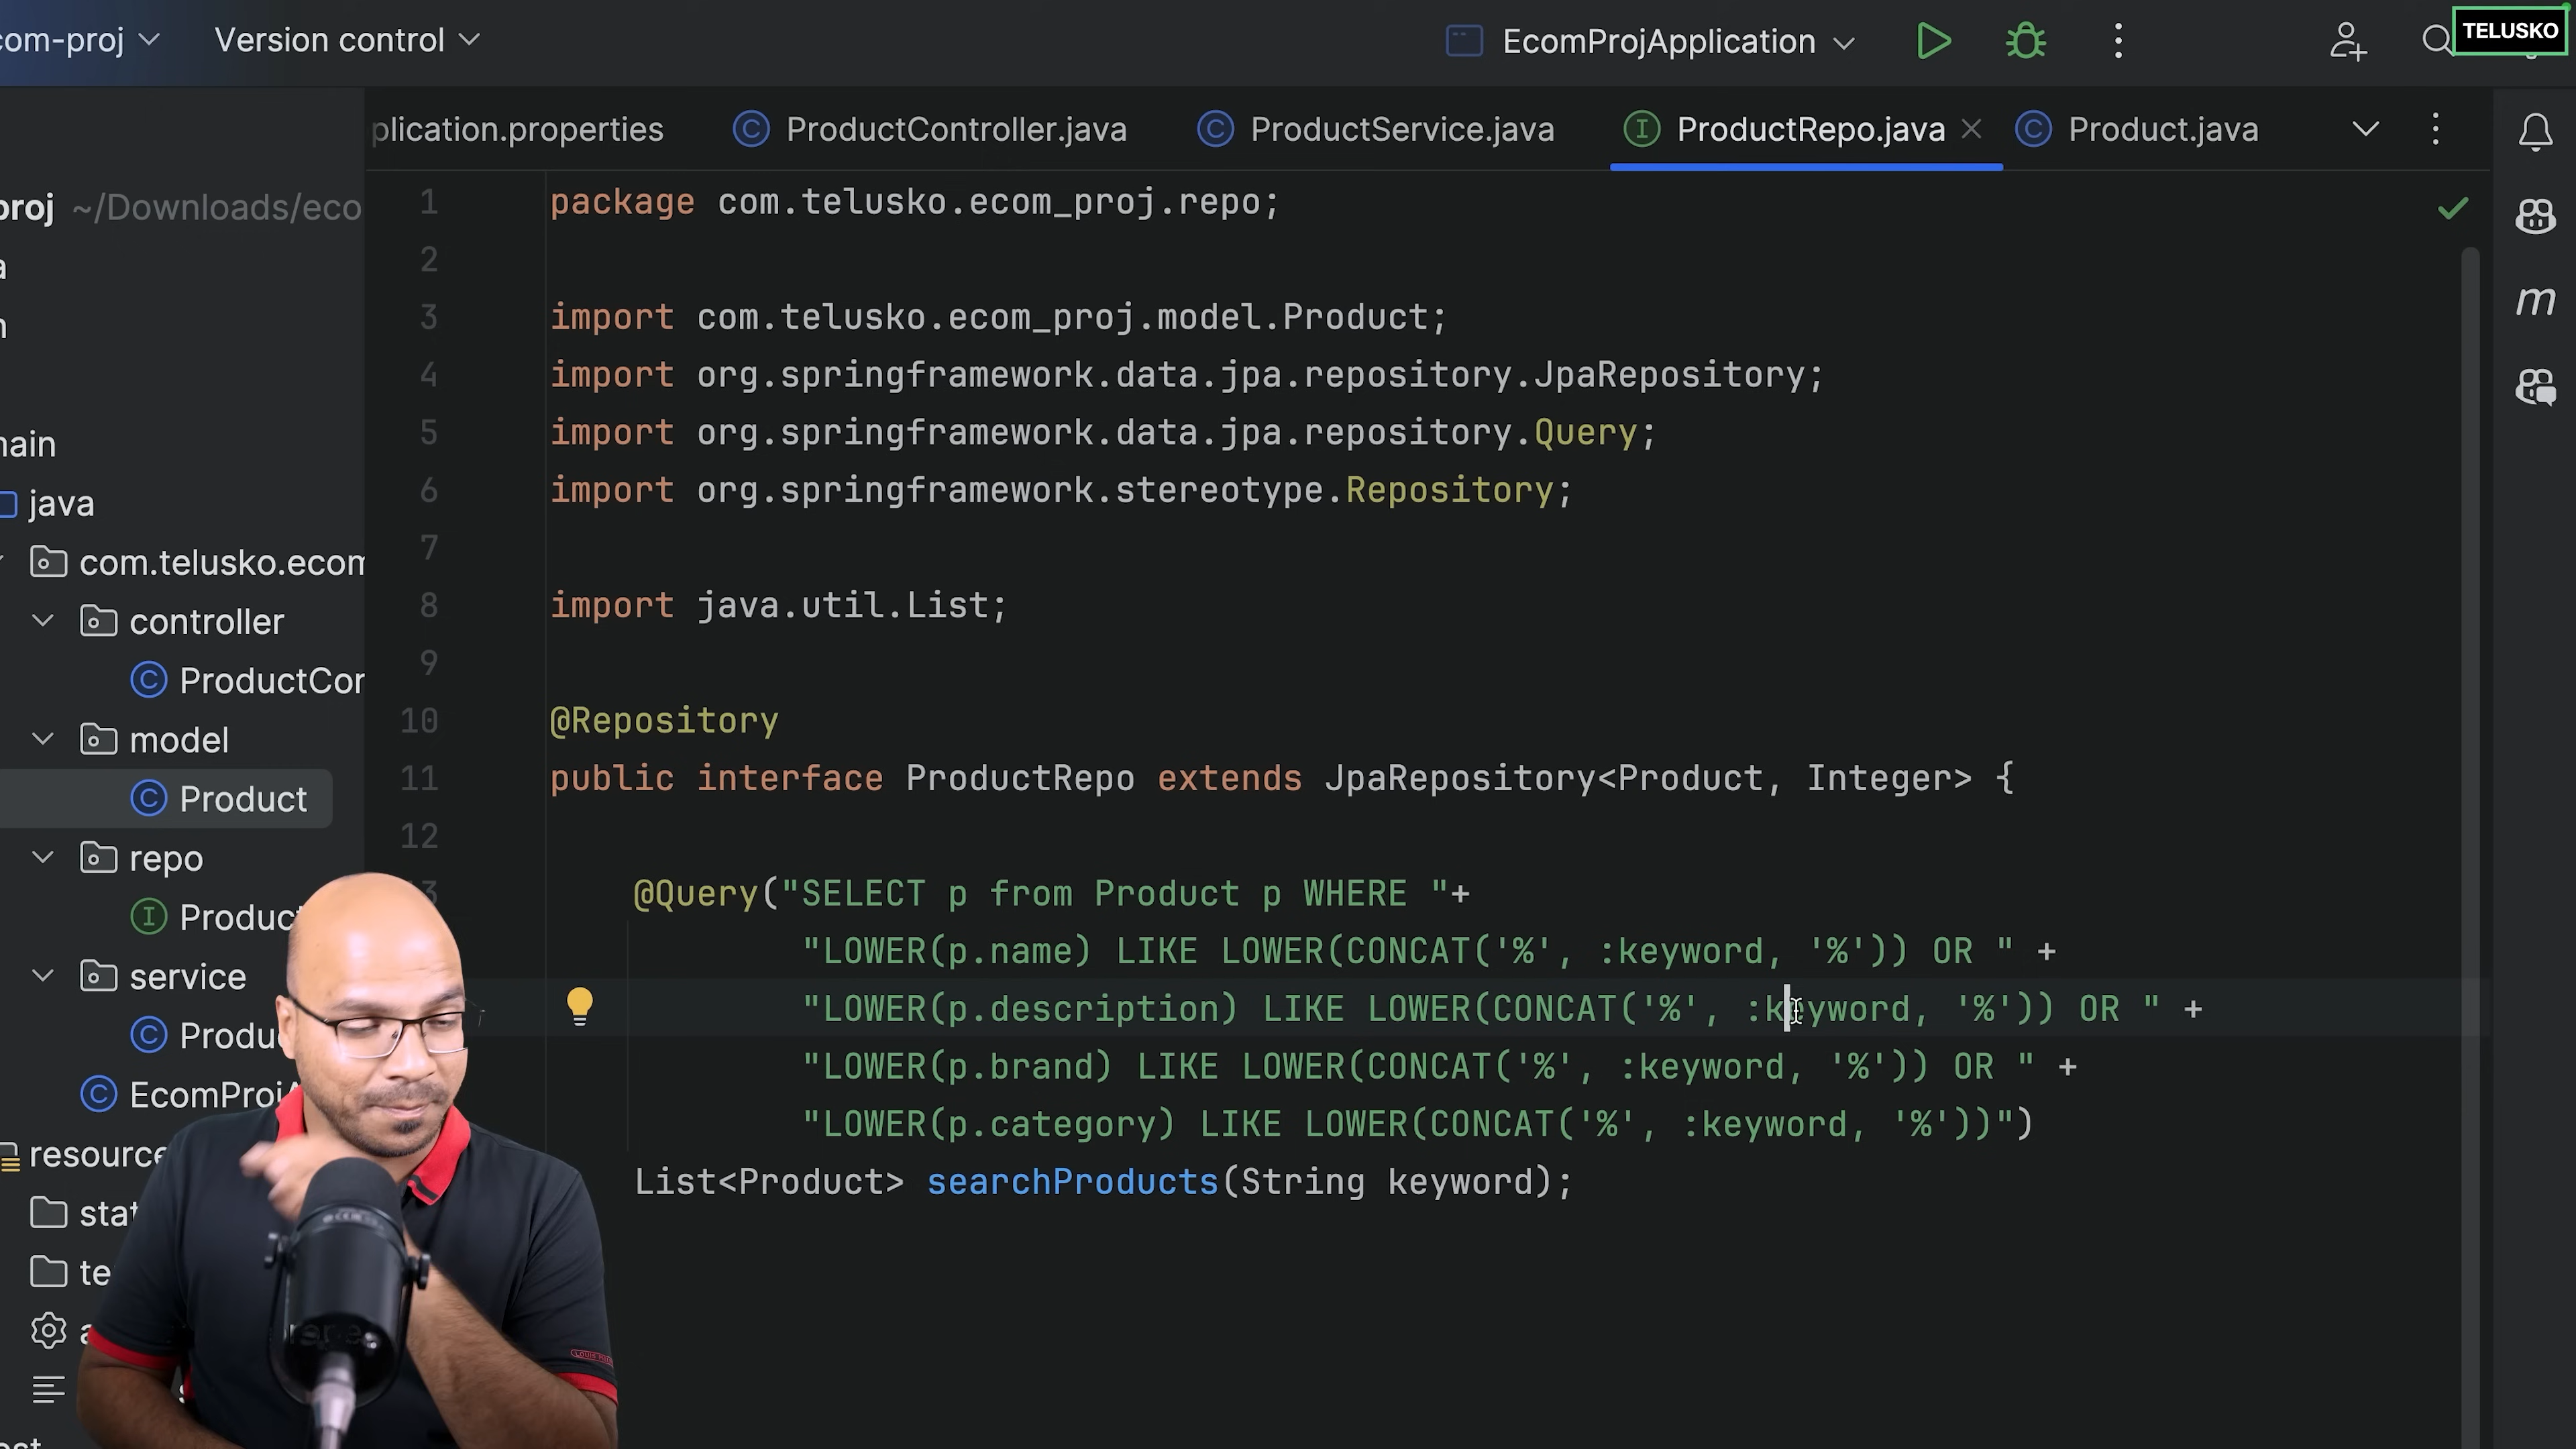 com-proj
Version control
EcomProjApplication
TELUSKO
plication.properties
ProductController.java
ProductService.java
ProductRepo.java
Product.java
proj ~/Downloads/eco
java
com.telusko.ecom
controller
ProductCon
model
Product
repo
Product
service
Produ
EcomProjA
resource
stat
te
1 package com.telusko.ecom_proj.repo;
2
3 import com.telusko.ecom_proj.model.Product;
4 import org.springframework.data.jpa.repository.JpaRepository;
5 import org.springframework.data.jpa.repository.Query;
6 import org.springframework.stereotype.Repository;
7
8 import java.util.List;
9
10 @Repository
11 public interface ProductRepo extends JpaRepository<Product, Integer> {
12
@Query("SELECT p from Product p WHERE "+
"LOWER(p.name) LIKE LOWER(CONCAT('%', :keyword, '%')) OR " +
"LOWER(p.description) LIKE LOWER(CONCAT('%', :keyword, '%')) OR " +
"LOWER(p.brand) LIKE LOWER(CONCAT('%', :keyword, '%')) OR " +
"LOWER(p.category) LIKE LOWER(CONCAT('%', :keyword, '%'))")
List<Product> searchProducts(String keyword);